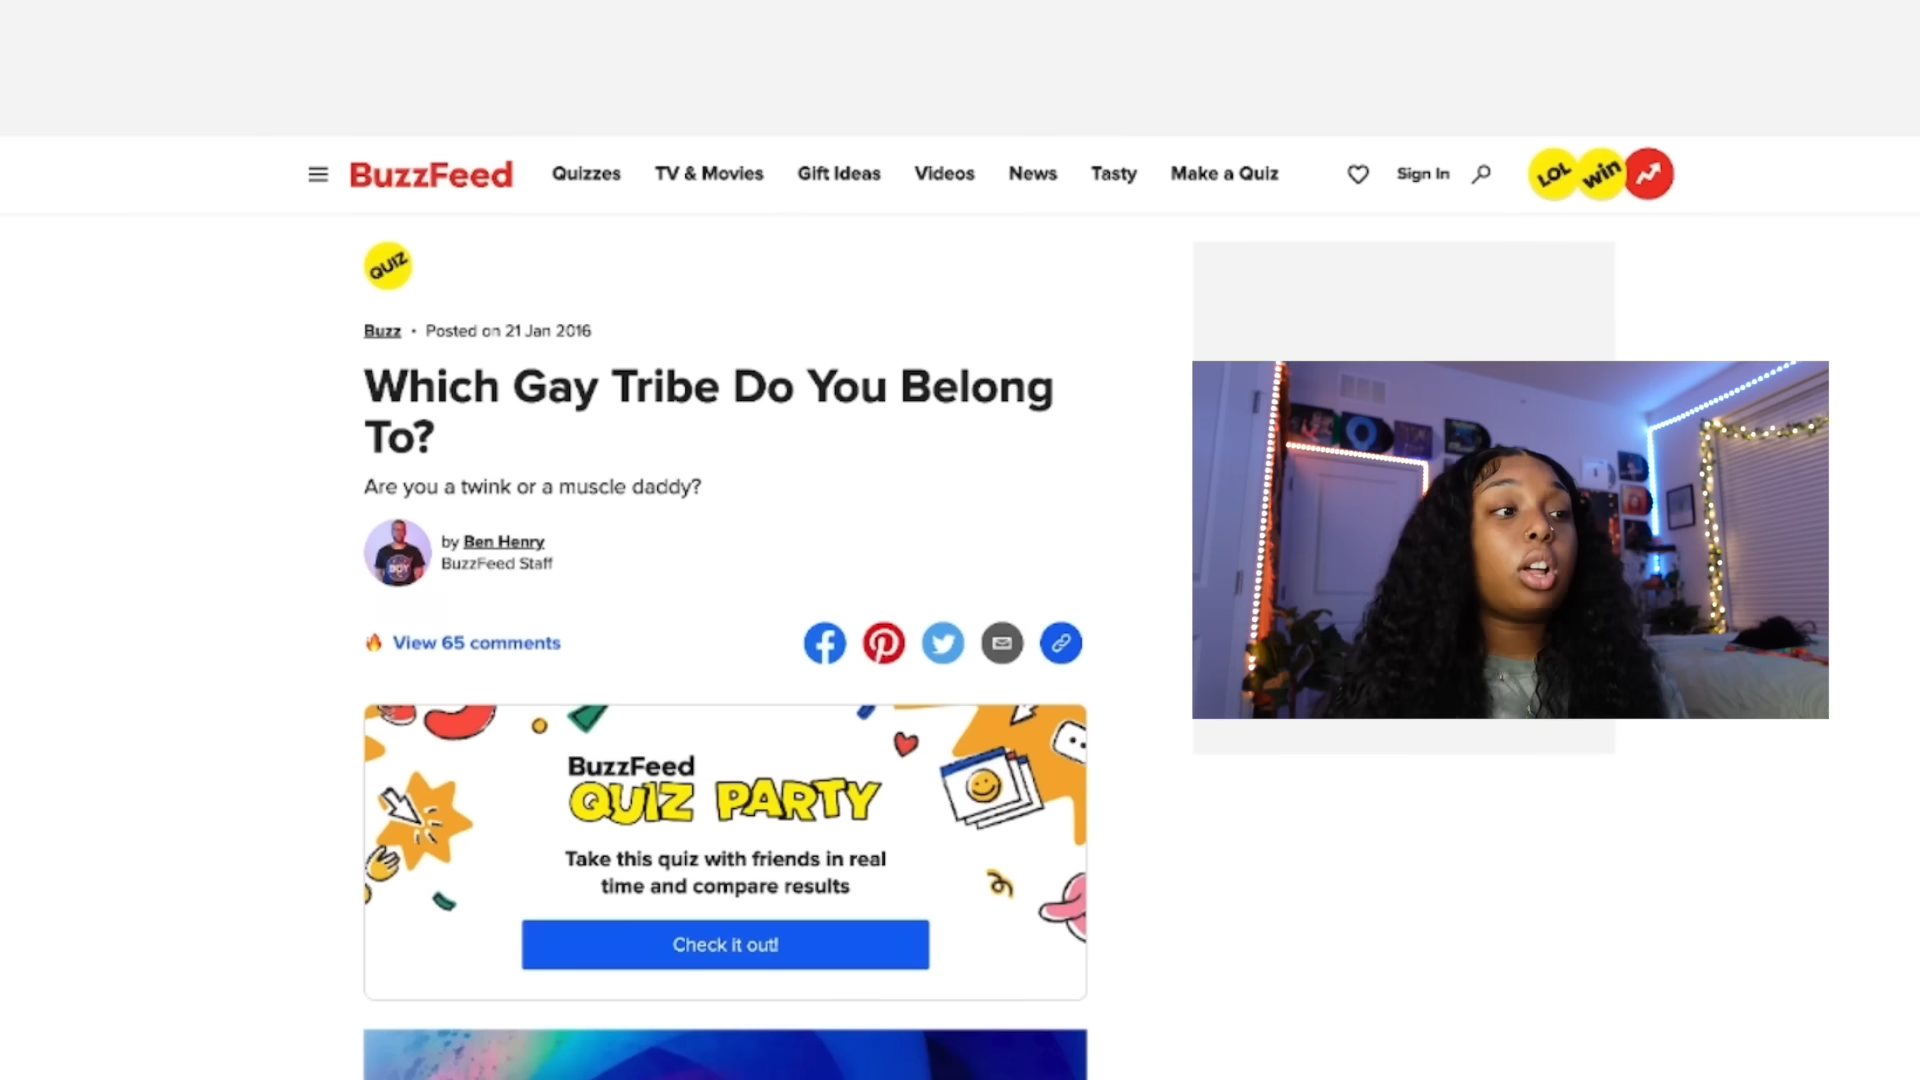 BuzzFeed Quizzes TV & Movies Gift Ideas Videos News Tasty Make a Quiz Sign In LOL win
QUIZ
Buzz · Posted on 21 Jan 2016
Which Gay Tribe Do You Belong
To?
Are you a twink or a muscle daddy?
by Ben Henry
BuzzFeed Staff
BOY
View 65 comments
BuzzFeed
QUIZ PARTY
Take this quiz with friends in real
time and compare results
Check it out!